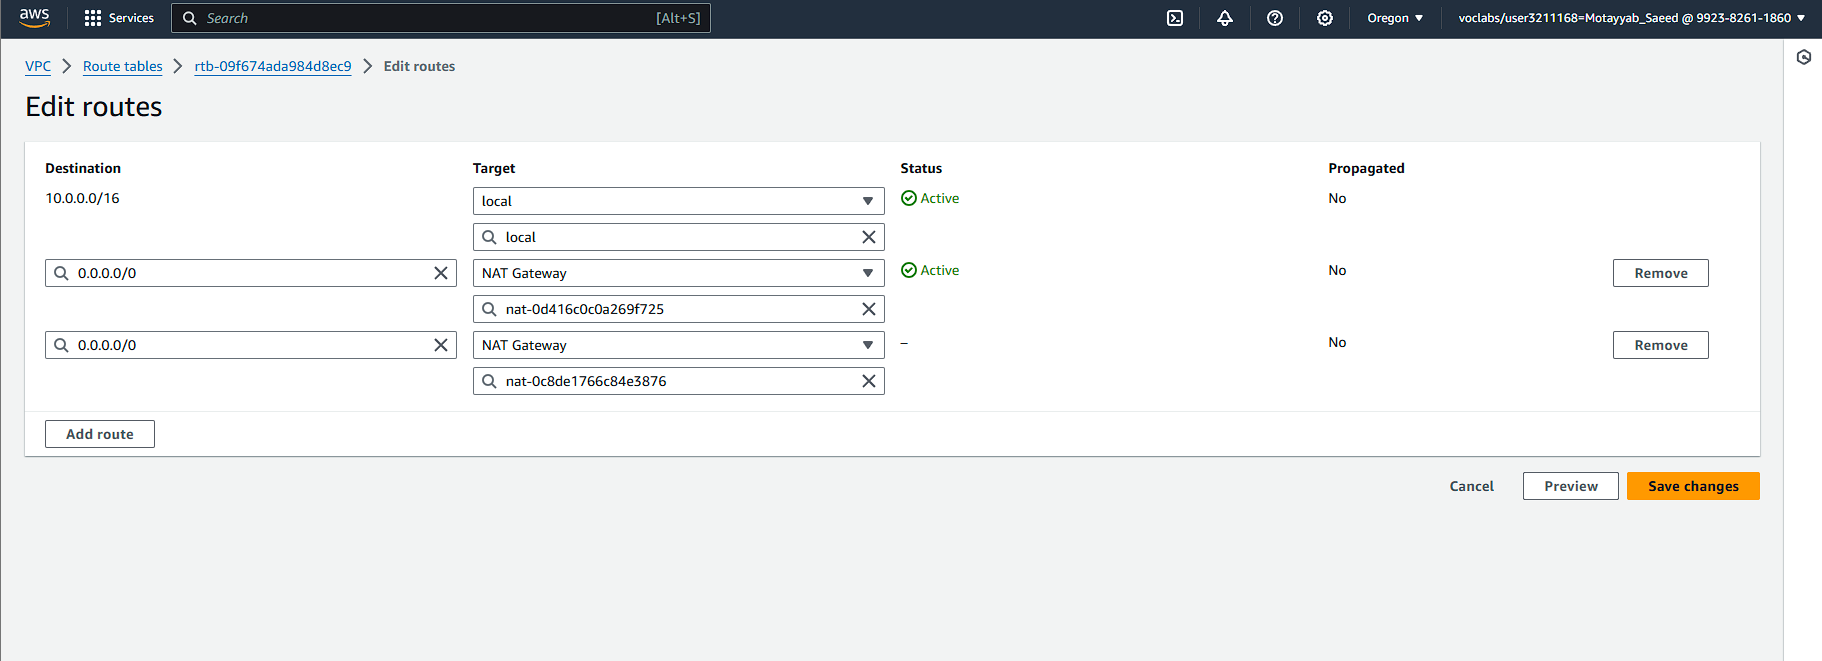 aws
Services
Search
[Alt+S]
Oregon
voclabs/user3211168=Motayyab_Saeed @ 9923-8261-1860
VPC > Route tables > rtb-09f674ada984d8ec9 > Edit routes
Edit routes
Destination Target Status Propagated
10.0.0.0/16 local Active No
local
0.0.0.0/0 NAT Gateway Active No Remove
nat-0d416c0c0a269f725
0.0.0.0/0 NAT Gateway – No Remove
nat-0c8de1766c84e3876
Add route
Cancel Preview Save changes